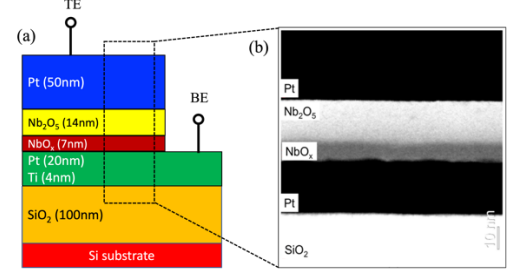 TE
(a)
(b)
Pt (50nm)
BE
Nb₂O₅ (14nm)
NbOₓ (7nm)
Pt (20nm)
Ti (4nm)
SiO₂ (100nm)
Si substrate
Pt
Nb₂O₅
NbOₓ
Pt
SiO₂
10 nm